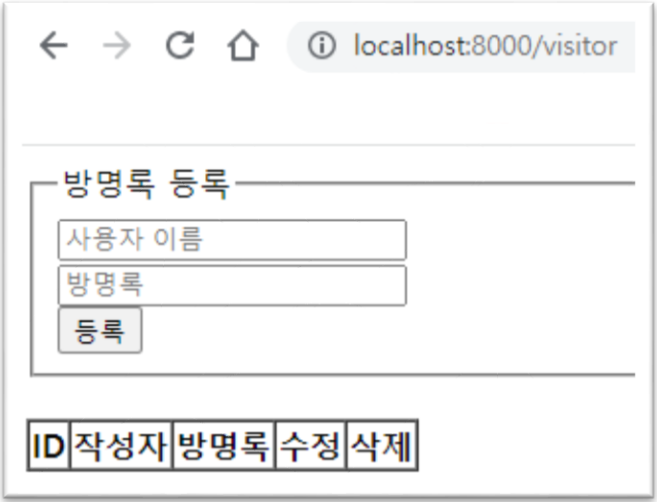 localhost:8000/visitor
방명록 등록
사용자 이름
방명록
등록
ID 작성자 방명록 수정 삭제